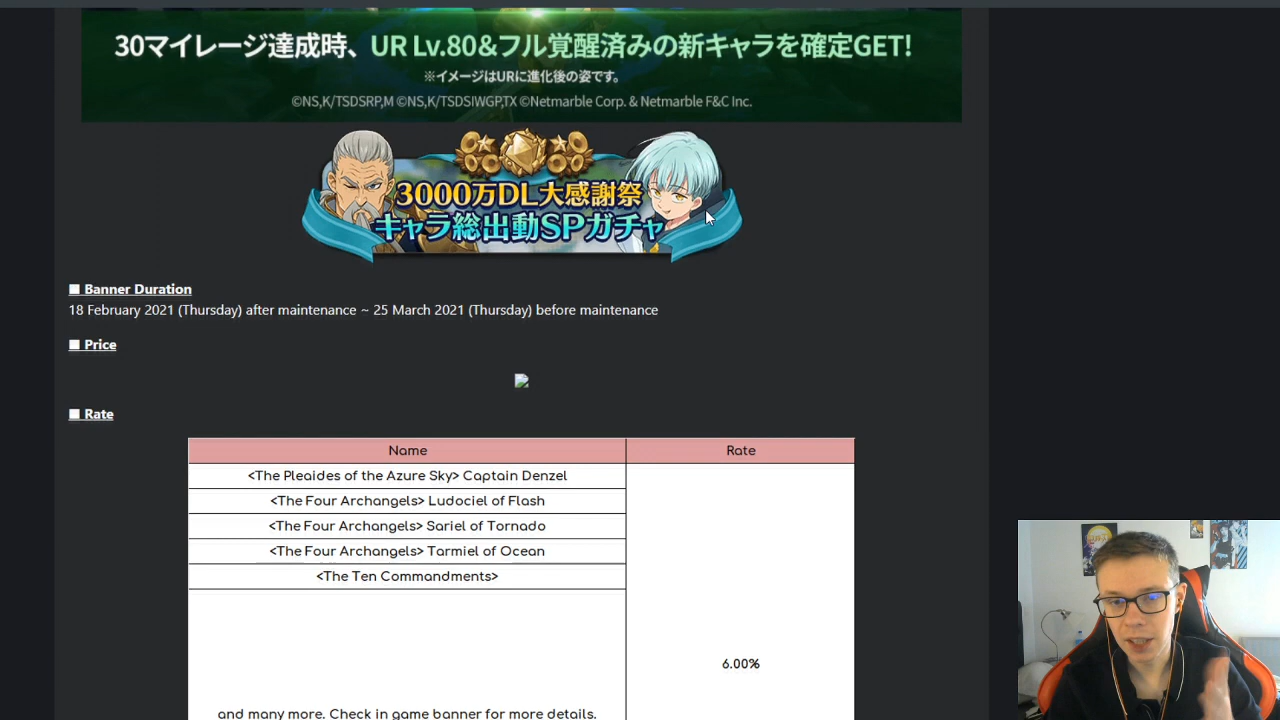 30マイレージ達成時、UR Lv.80&フル覚醒済みの新キャラを確定GET!
※イメージはURに進化後の姿です。
©NS,K/TSDSRP,M ©NS,K/TSDSIWGP,TX ©Netmarble Corp. & Netmarble F&C Inc.
3000万DL大感謝祭
キャラ総出動SPガチャ
■ Banner Duration
18 February 2021 (Thursday) after maintenance ~ 25 March 2021 (Thursday) before maintenance
■ Price
■ Rate
Name Rate
<The Pleaides of the Azure Sky> Captain Denzel
<The Four Archangels> Ludociel of Flash
<The Four Archangels> Sariel of Tornado
<The Four Archangels> Tarmiel of Ocean
<The Ten Commandments>
6.00%
and many more. Check in game banner for more details.